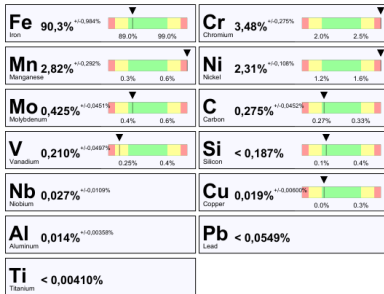 Fe 90,3% +/-0,984%
Iron 89.0% 99.0%
Cr 3,48% +/-0,275%
Chromium 2.0% 2.5%
Mn 2,82% +/-0,292%
Manganese 0.3% 0.6%
Ni 2,31% +/-0,108%
Nickel 1.2% 1.6%
Mo 0,425% +/-0,0451%
Molybdenum 0.4% 0.6%
C 0,275% +/-0,0452%
Carbon 0.27% 0.33%
V 0,210% +/-0,0497%
Vanadium 0.25% 0.4%
Si < 0,187%
Silicon 0.1% 0.4%
Nb 0,027% +/-0,0109%
Niobium
Cu 0,019% +/-0,00600%
Copper 0.0% 0.3%
Al 0,014% +/-0,00358%
Aluminum
Pb < 0,0549%
Lead
Ti < 0,00410%
Titanium